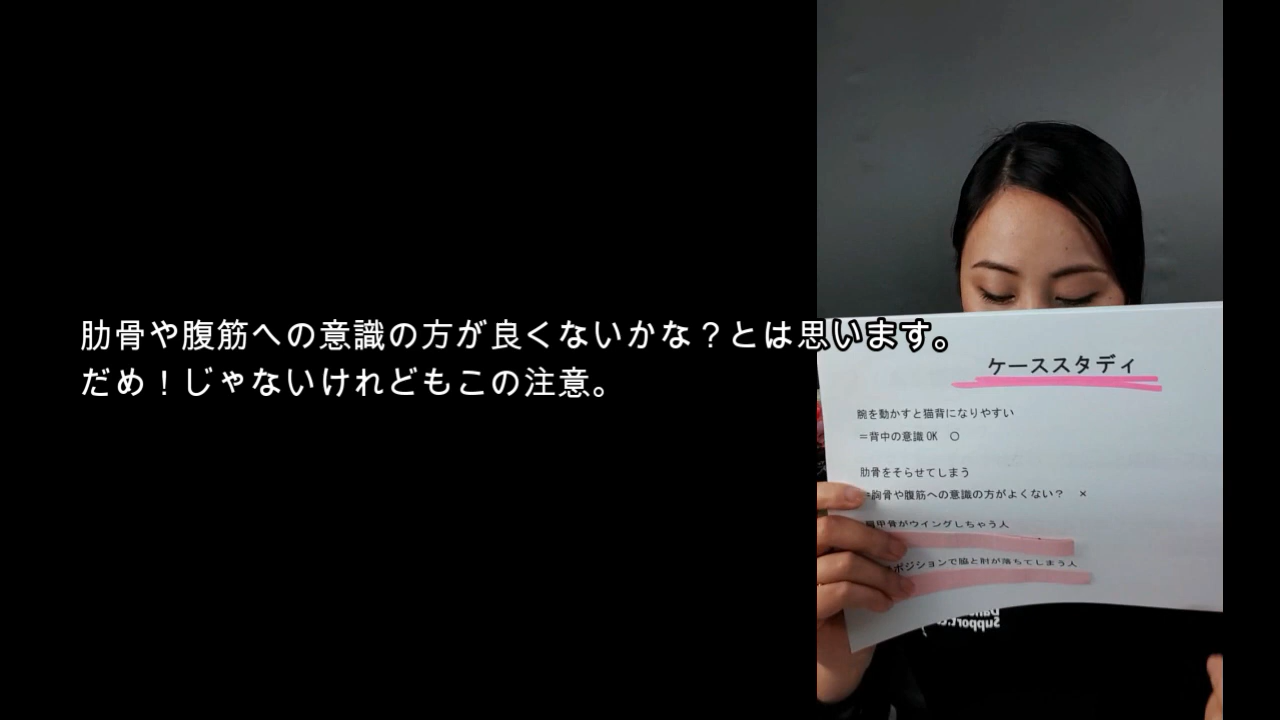 肋骨や腹筋への意識の方が良くないかな？とは思います。
だめ！じゃないけれどもこの注意。
ケーススタディ
腕を動かすと猫背になりやすい
＝背中の意識OK　〇
肋骨をそらせてしまう
＝胸骨や腹筋への意識の方がよくない？　×
甲骨がウイングしちゃう人
ポジションで脇と肘が落ちてしまう人
Support.